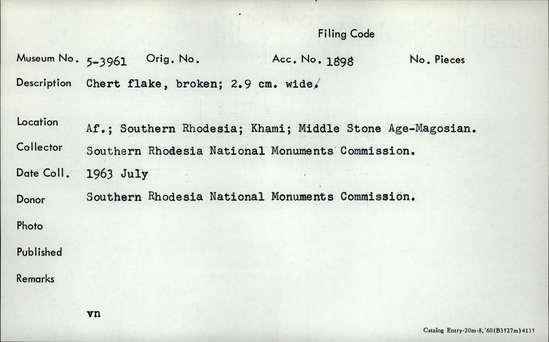 Filing Code
Museum No. 5-3961 Orig. No. Acc. No. 1898 No. Pieces
Description Chert flake, broken; 2.9 cm. wide.
Location Af.; Southern Rhodesia; Khami; Middle Stone Age-Magosian.
Collector Southern Rhodesia National Monuments Commission.
Date Coll. 1963 July
Donor Southern Rhodesia National Monuments Commission.
Photo
Published
Remarks
vn
Catalog Entry-20m-8,'60(B3927m)4139